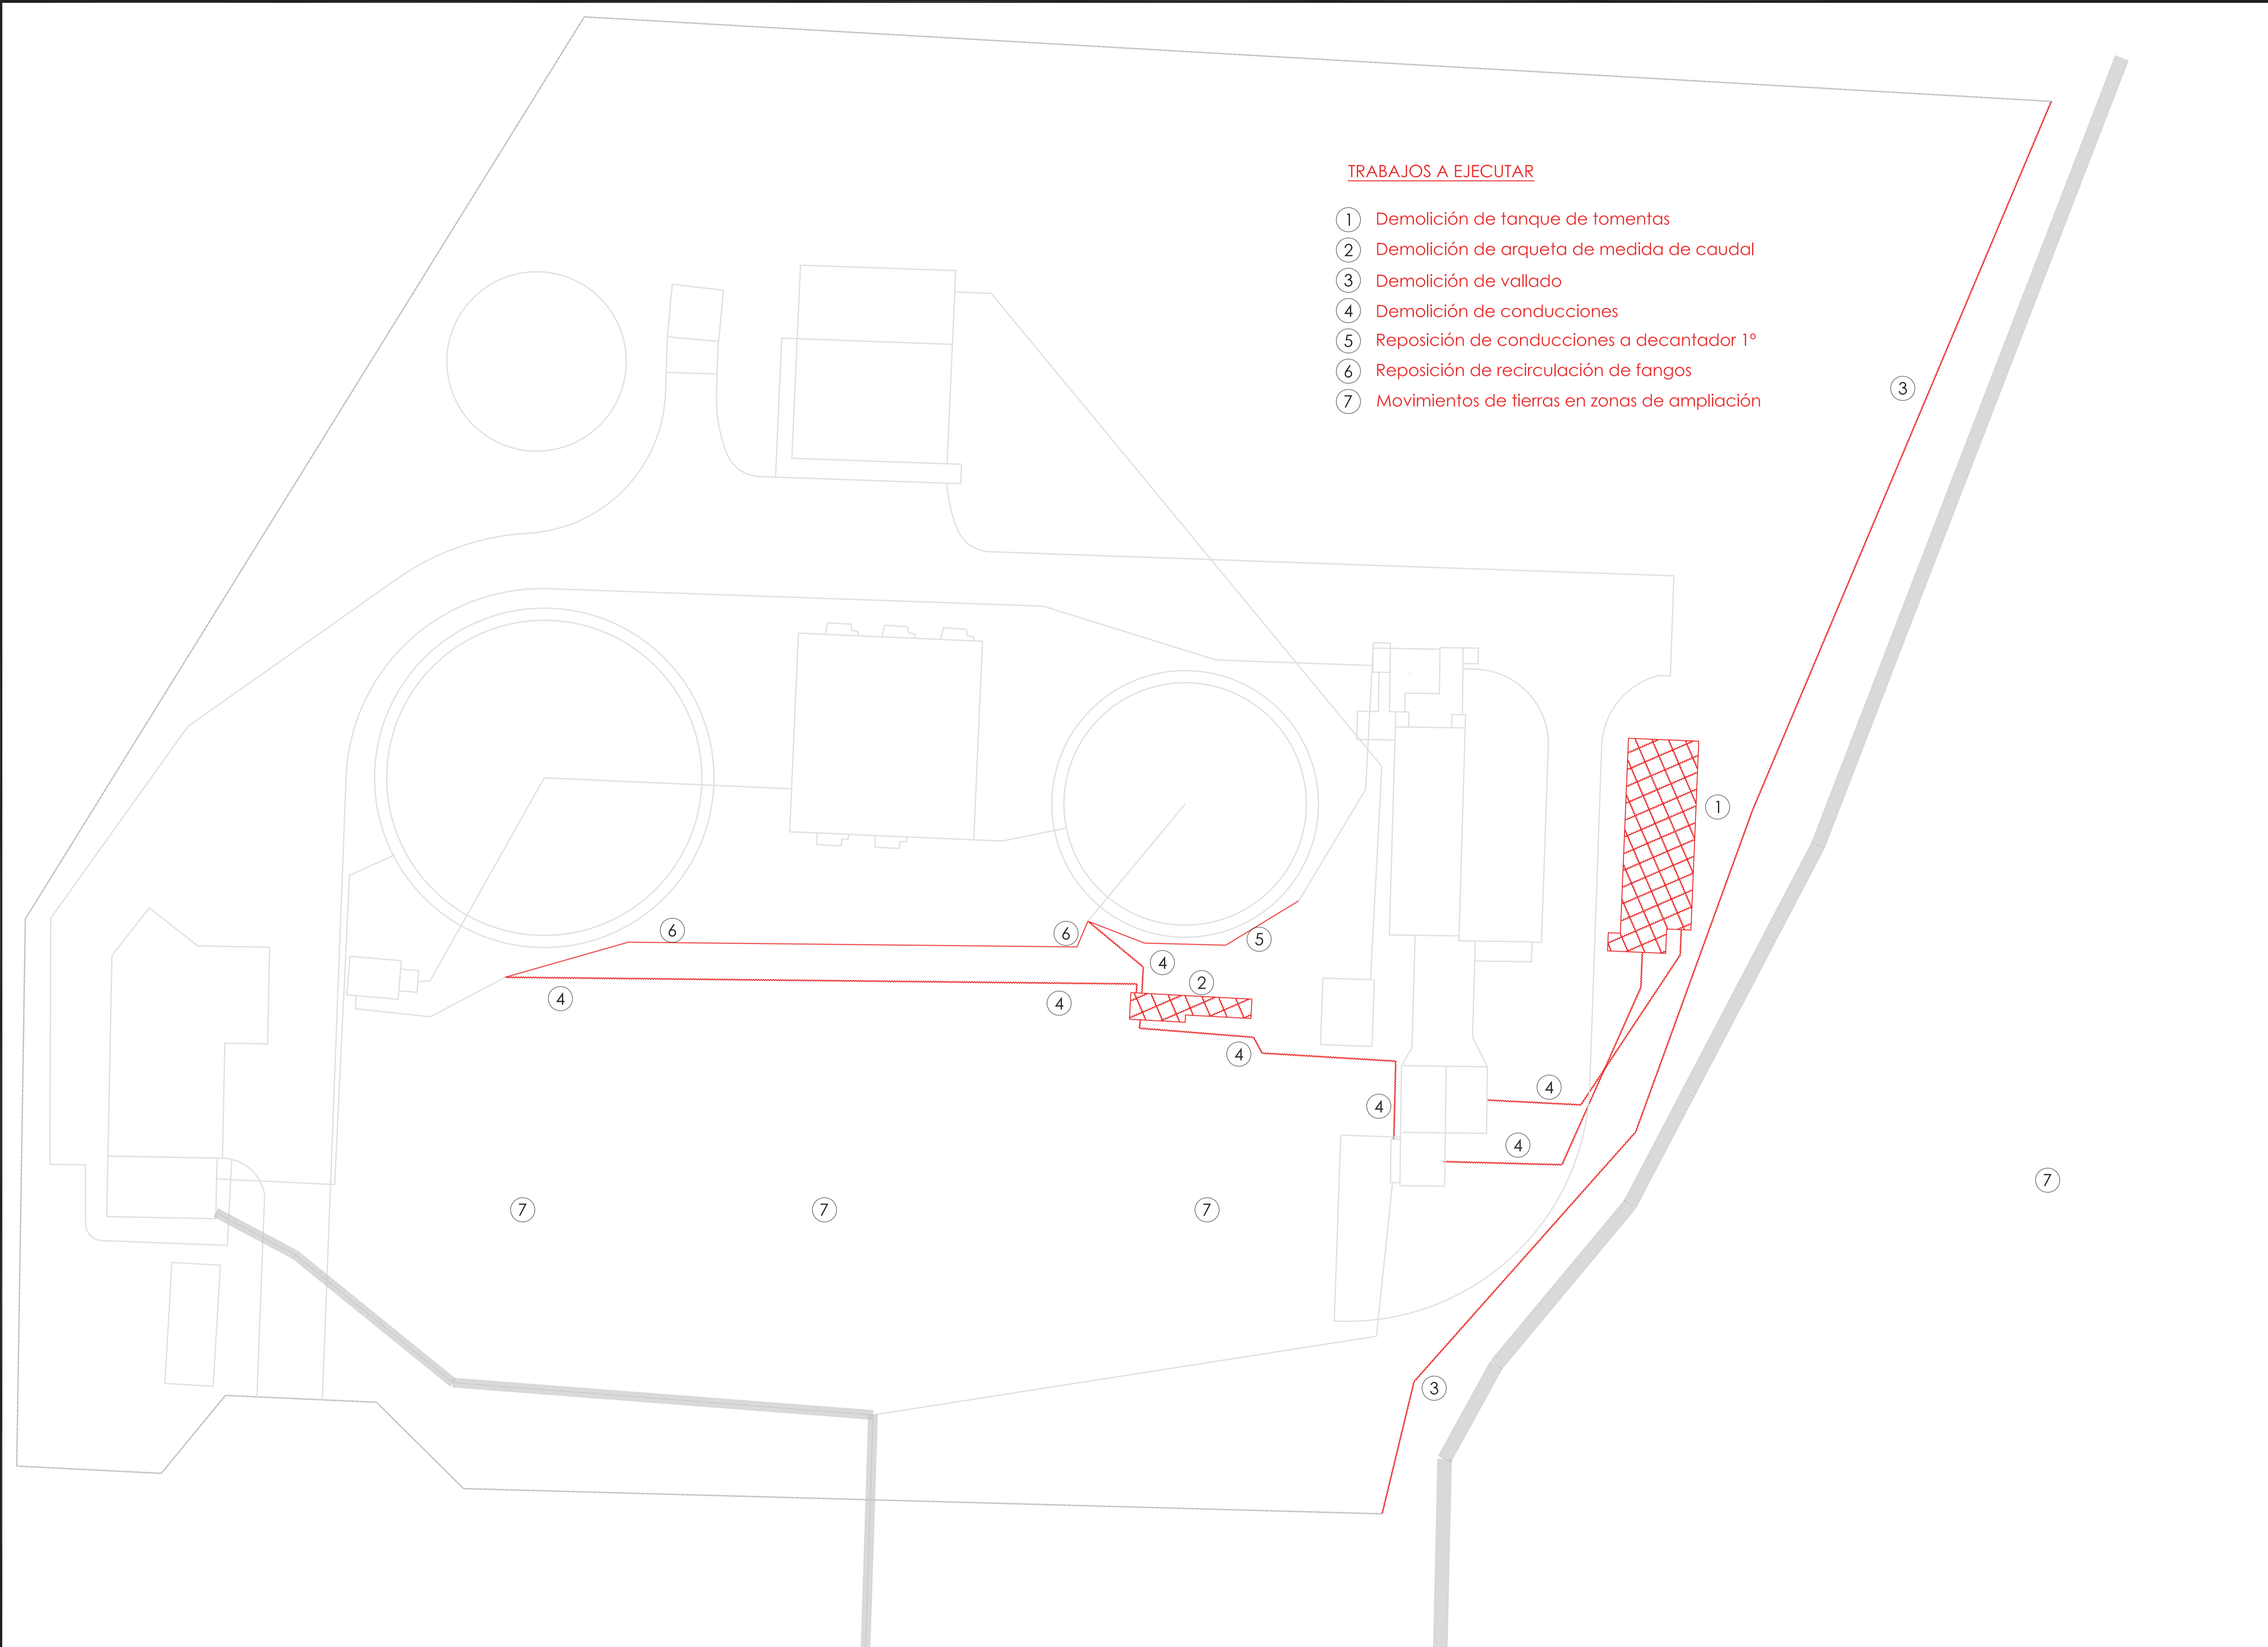 TRABAJOS A EJECUTAR
1 Demolición de tanque de tomentas
2 Demolición de arqueta de medida de caudal
3 Demolición de vallado
4 Demolición de conducciones
5 Reposición de conducciones a decantador 1º
6 Reposición de recirculación de fangos
7 Movimientos de tierras en zonas de ampliación
3
1
6
6
5
4
2
4
4
4
4
4
4
7
7
7
7
3